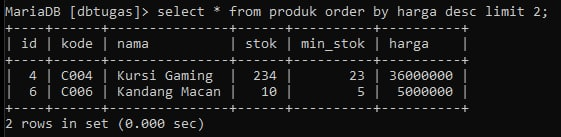 MariaDB [dbtugas]> select * from produk order by harga desc limit 2;
+----+------+---------------+------+----------+----------+
| id | kode | nama          | stok | min_stok | harga    |
+----+------+---------------+------+----------+----------+
|  4 | C004 | Kursi Gaming  |  234 |       23 | 36000000 |
|  6 | C006 | Kandang Macan |   10 |        5 |  5000000 |
+----+------+---------------+------+----------+----------+
2 rows in set (0.000 sec)